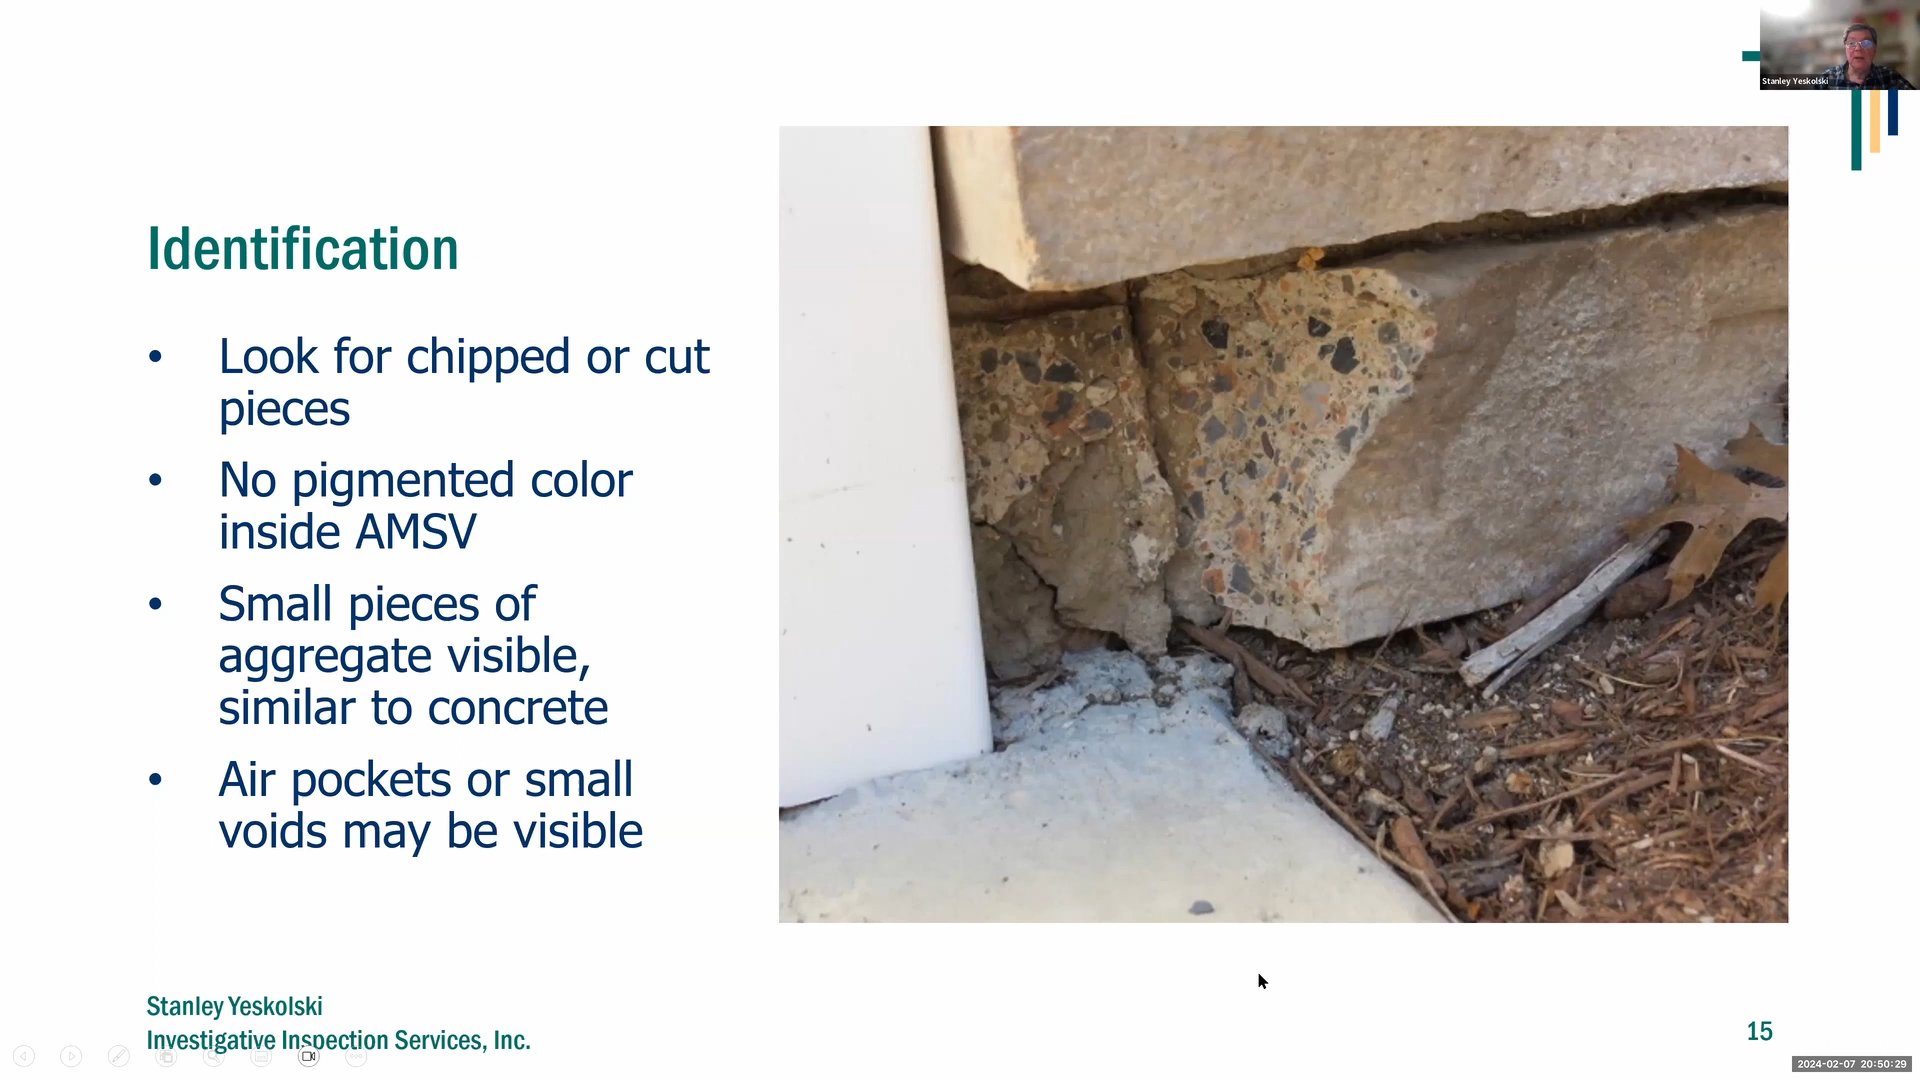 Stanley Yeskolski
Identification
• Look for chipped or cut
pieces
• No pigmented color
inside AMSV
• Small pieces of
aggregate visible,
similar to concrete
• Air pockets or small
voids may be visible
Stanley Yeskolski
Investigative Inspection Services, Inc.
15
2024-02-07 20:50:29